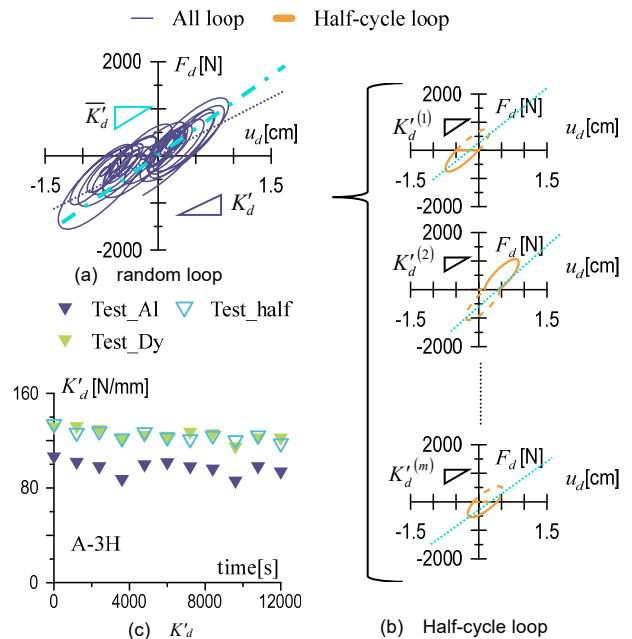 All loop Half-cycle loop
2000 F_d [N]
K̅'_d
u_d [cm]
-1.5 1.5
K'_d
-2000
(a) random loop
(b)
2000 F_d [N]
K'_d^(1)
u_d [cm]
-1.5 1.5
-2000
2000 F_d [N]
K'_d^(2)
u_d [cm]
-1.5 1.5
2000
2000 F_d [N]
K'_d^(m)
u_d [cm]
-1.5 1.5
2000
(b) Half-cycle loop
Test_Al Test_half
Test_Dy
K'_d [N/mm]
160
80
A-3H
time[s]
0
0 4000 8000 12000
(c) K'_d